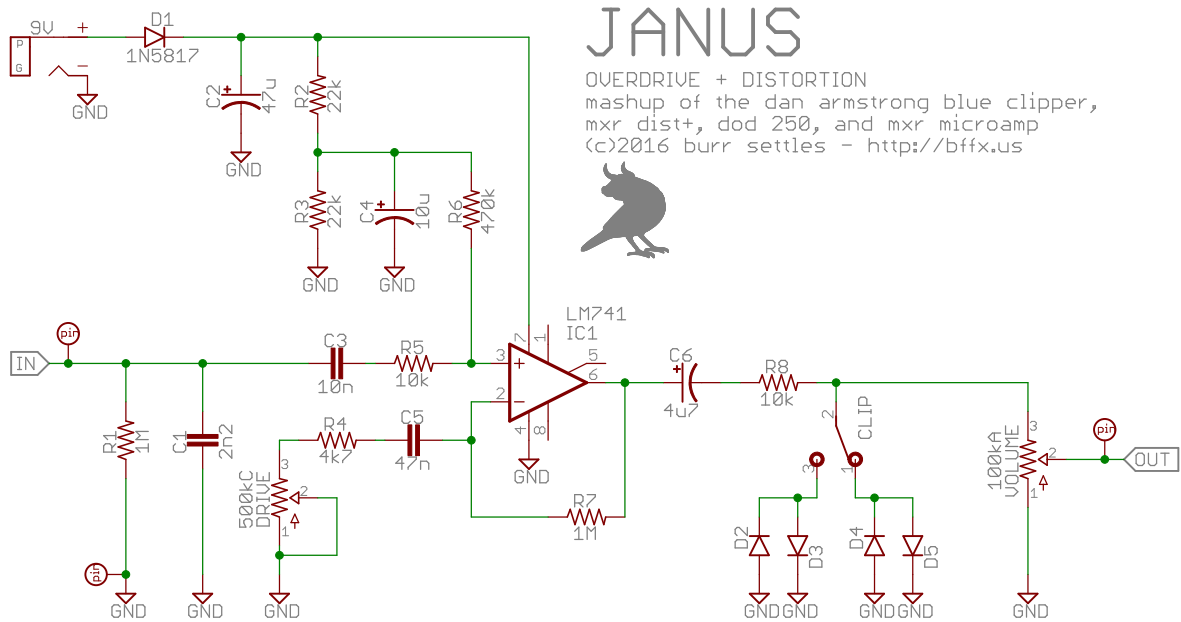 JANUS
OVERDRIVE + DISTORTION
mashup of the dan armstrong blue clipper,
mxr dist+, dod 250, and mxr microamp
(c)2016 burr settles - http://bffx.us
9V
+
P
G
-
GND
D1
1N5817
C2
+
47u
GND
R2
22k
R3
22k
GND
C4
+
10u
GND
R6
470k
LM741
IC1
7
1
3
+
2
-
5
6
4
8
GND
IN
pin
R1
1M
pin
GND
C1
2n2
GND
C3
10n
R5
10k
R4
4k7
C5
47n
500kC
DRIVE
3
2
1
GND
R7
1M
C6
+
4u7
R8
10k
2
CLIP
3
1
D2
D3
D4
D5
GND
GND
GND
GND
100kA
VOLUME
3
2
1
GND
pin
OUT